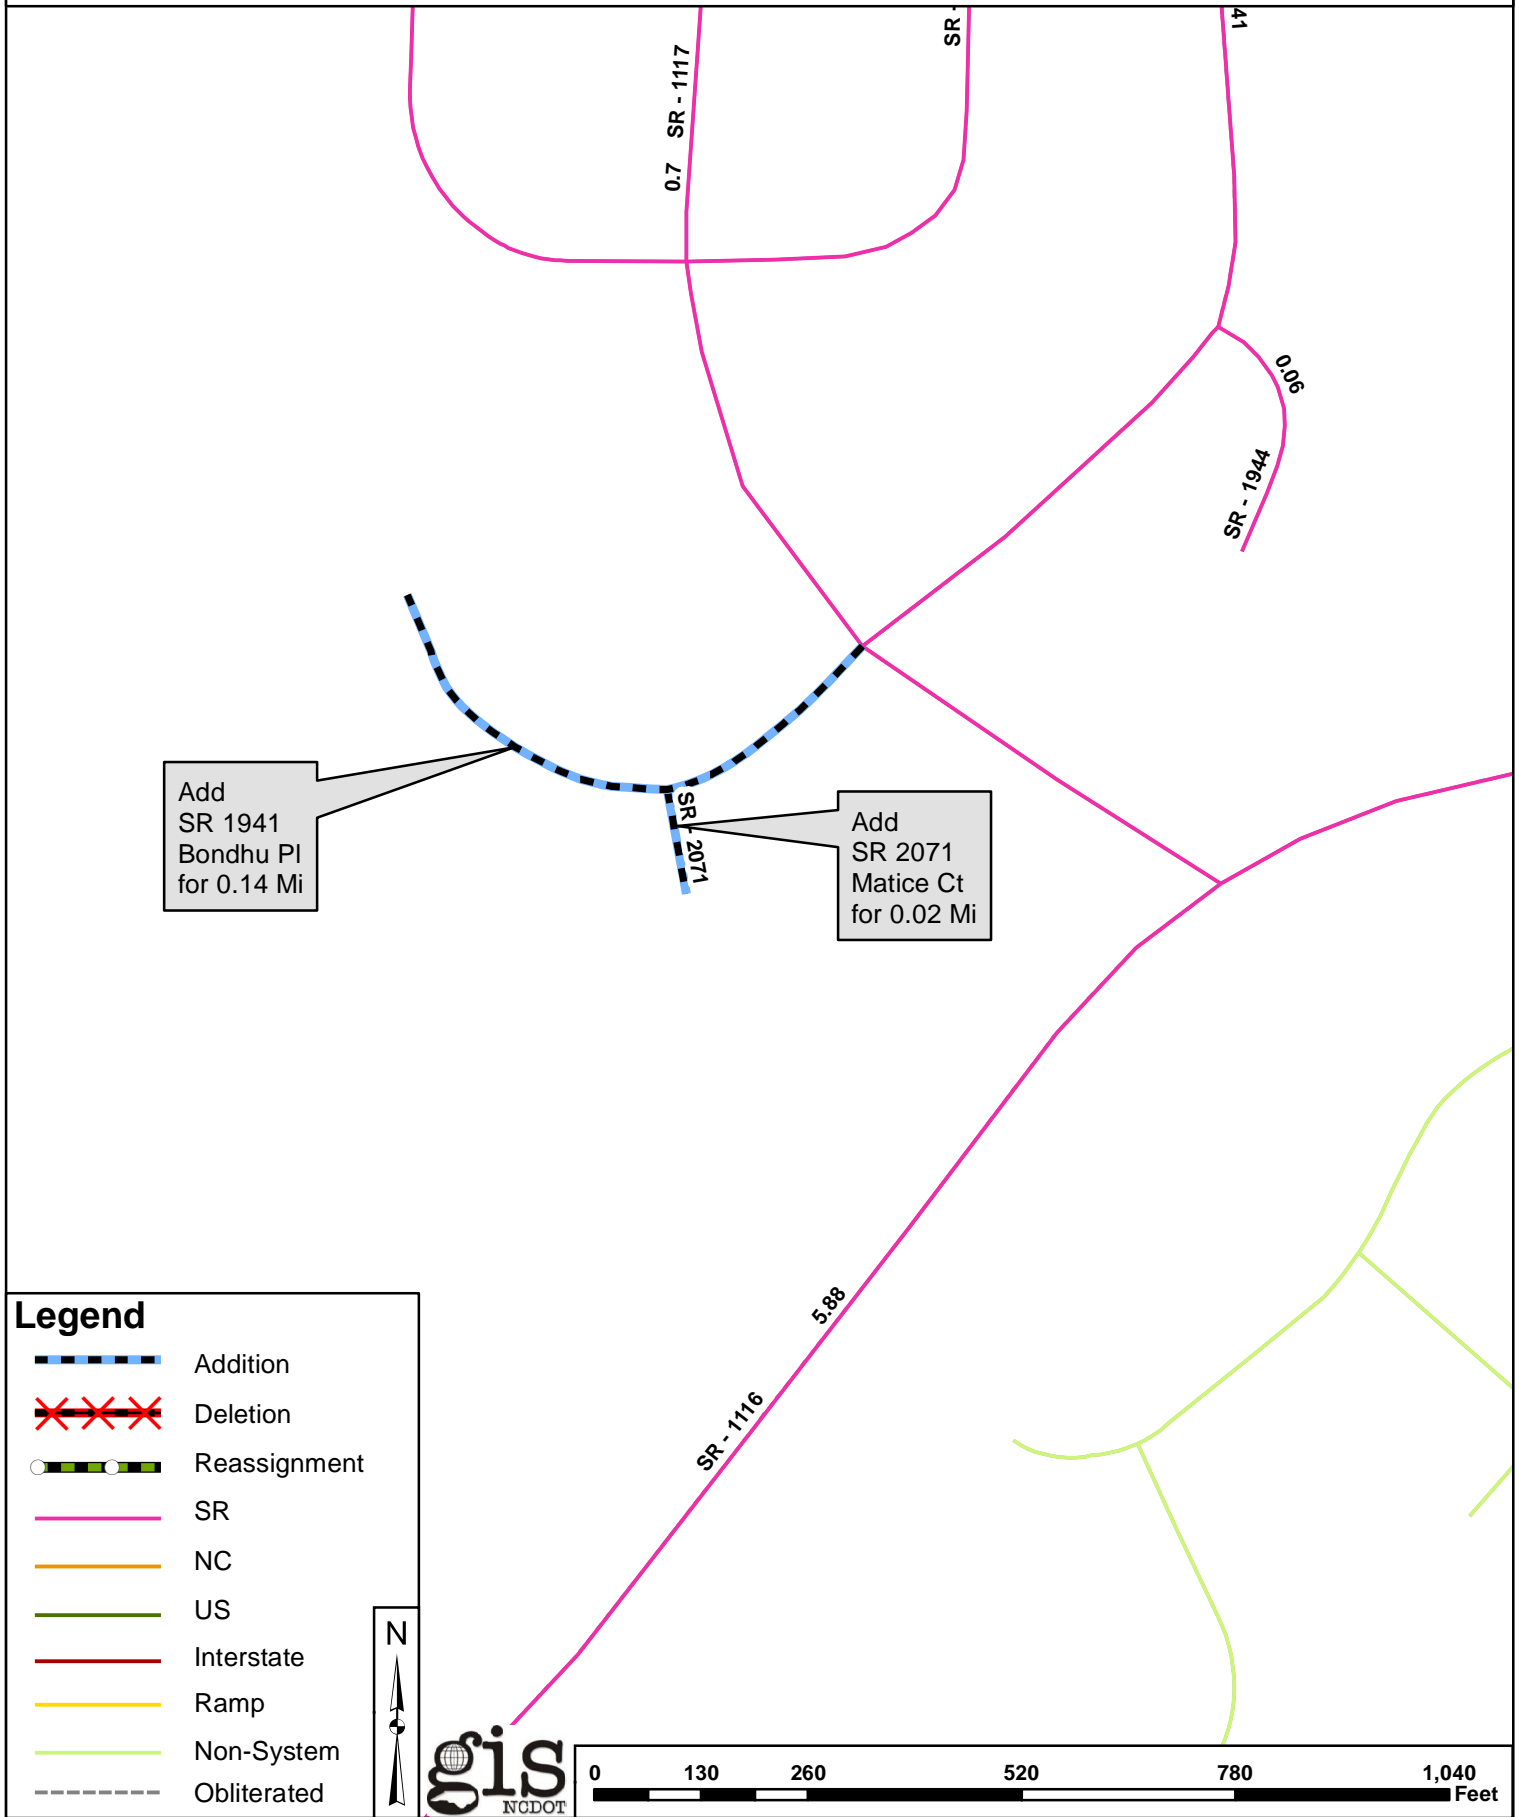 SR -
41
0.7 SR - 1117
0.06
SR - 1944
Add
SR 1941
Bondhu Pl
for 0.14 Mi
SR - 2071
Add
SR 2071
Matice Ct
for 0.02 Mi
5.88
SR - 1116
Legend
Addition
Deletion
Reassignment
SR
NC
US
Interstate
Ramp
Non-System
Obliterated
N
gis
NCDOT
0 130 260 520 780 1,040
Feet